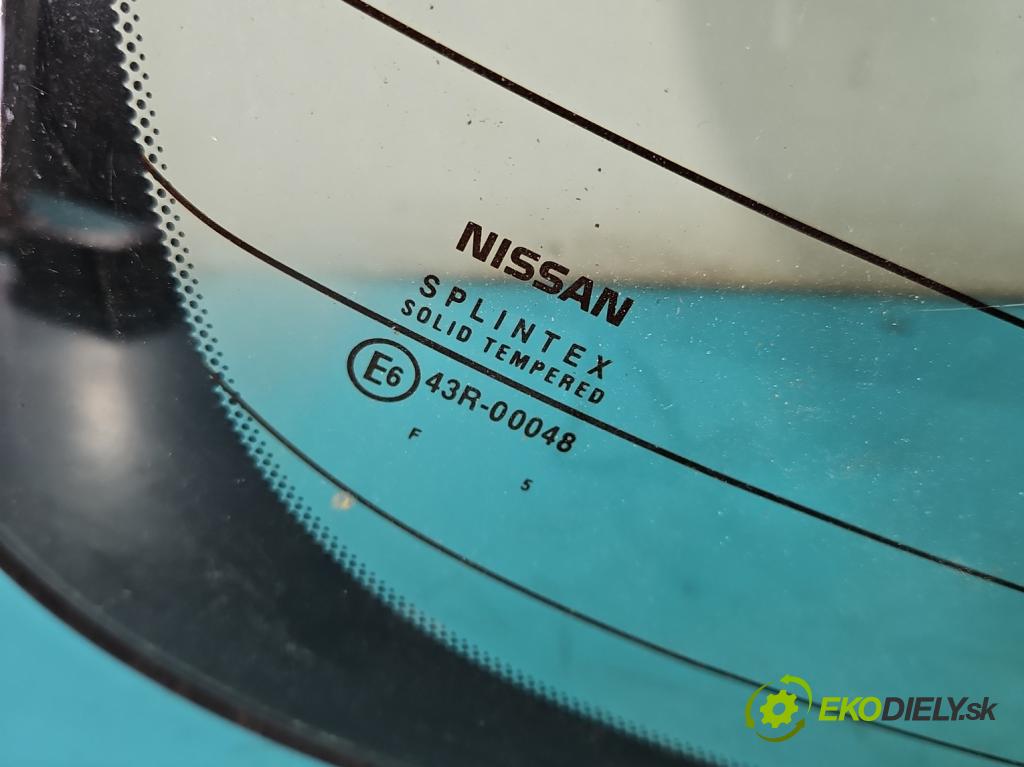 NISSAN
SPLINTEX
SOLID TEMPERED
E6 43R-00048
F
5
EKODIELY.sk